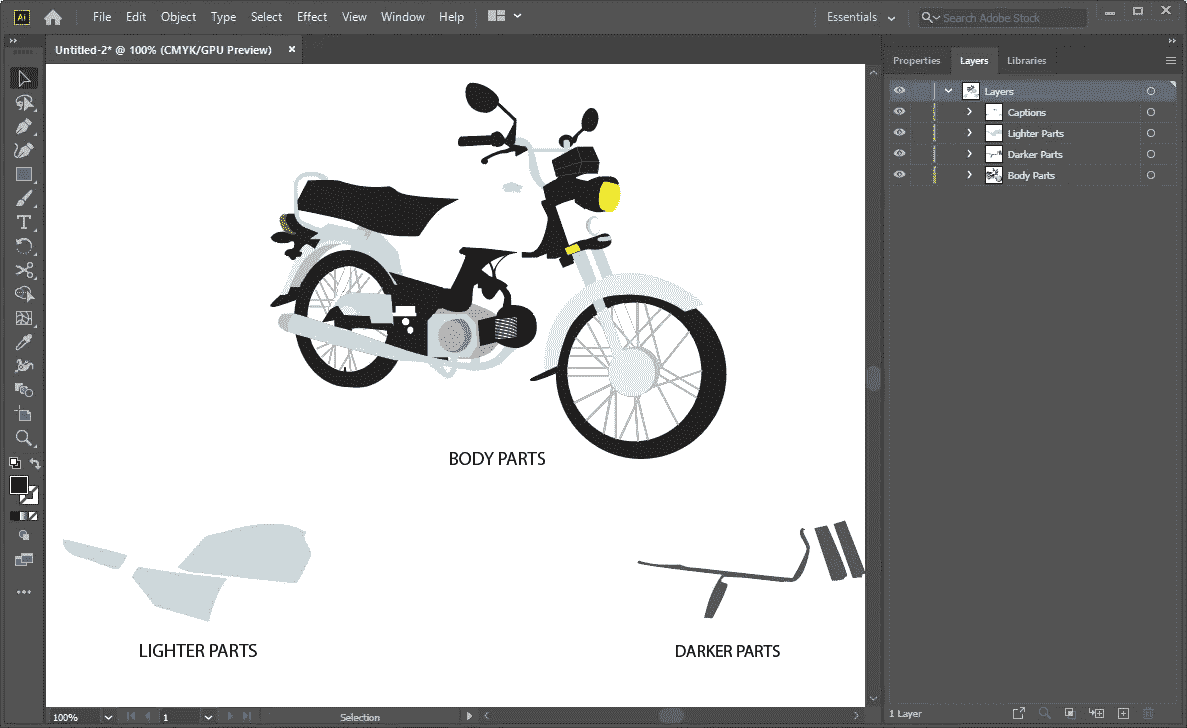 Ai File Edit Object Type Select Effect View Window Help Essentials Search Adobe Stock
Untitled-2* @ 100% (CMYK/GPU Preview) ×
Properties Layers Libraries
Layers
Captions
Lighter Parts
Darker Parts
Body Parts
BODY PARTS
LIGHTER PARTS
DARKER PARTS
100% 1 Selection
1 Layer